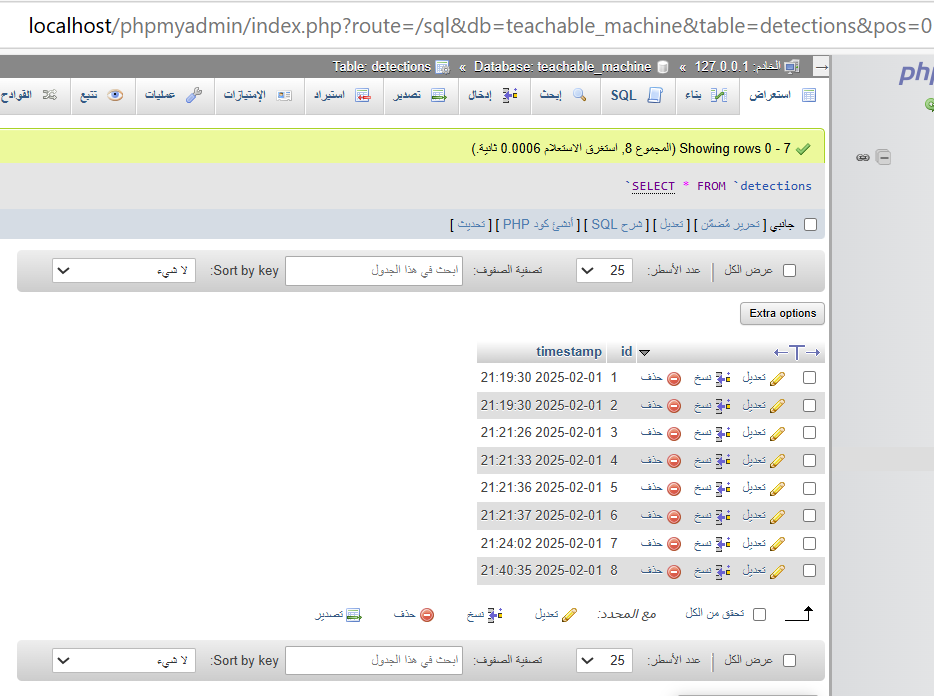 localhost/phpmyadmin/index.php?route=/sql&db=teachable_machine&table=detections&pos=0
الخادم: 127.0.0.1 » Database: teachable_machine » Table: detections
php
استعراض بناء SQL إبحث إدخال تصدير استيراد الإمتيازات عمليات تتبع القوادح
Showing rows 0 - 7 (المجموع 8, استغرق الاستعلام 0.0006 ثانية.)
SELECT * FROM `detections`
جانبي [ تحرير مُضمَّن ] [ تعديل ] [ شرح SQL ] [ أنشئ كود PHP ] [ تحديث ]
عرض الكل | عدد الأسطر: 25 تصفية الصفوف: ابحث في هذا الجدول Sort by key: لا شيء
Extra options
id timestamp
تعديل نسخ حذف 1 2025-02-01 21:19:30
تعديل نسخ حذف 2 2025-02-01 21:19:30
تعديل نسخ حذف 3 2025-02-01 21:21:26
تعديل نسخ حذف 4 2025-02-01 21:21:33
تعديل نسخ حذف 5 2025-02-01 21:21:36
تعديل نسخ حذف 6 2025-02-01 21:21:37
تعديل نسخ حذف 7 2025-02-01 21:24:02
تعديل نسخ حذف 8 2025-02-01 21:40:35
تحقق من الكل مع المحدد: تعديل نسخ حذف تصدير
عرض الكل | عدد الأسطر: 25 تصفية الصفوف: ابحث في هذا الجدول Sort by key: لا شيء